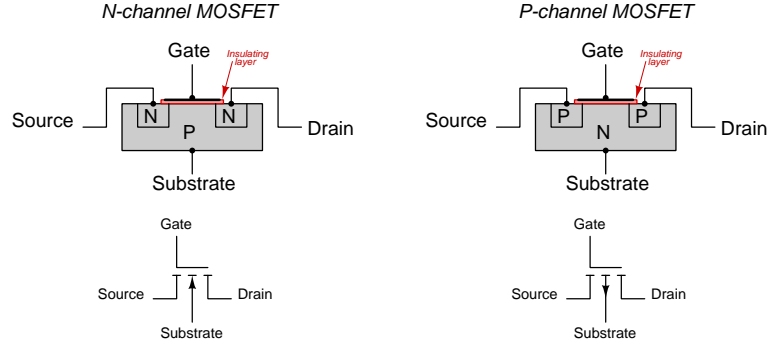 N-channel MOSFET
Gate
Insulating
layer
Source
N
N
P
Drain
Substrate
Gate
Source
Drain
Substrate
P-channel MOSFET
Gate
Insulating
layer
Source
P
P
N
Drain
Substrate
Gate
Source
Drain
Substrate